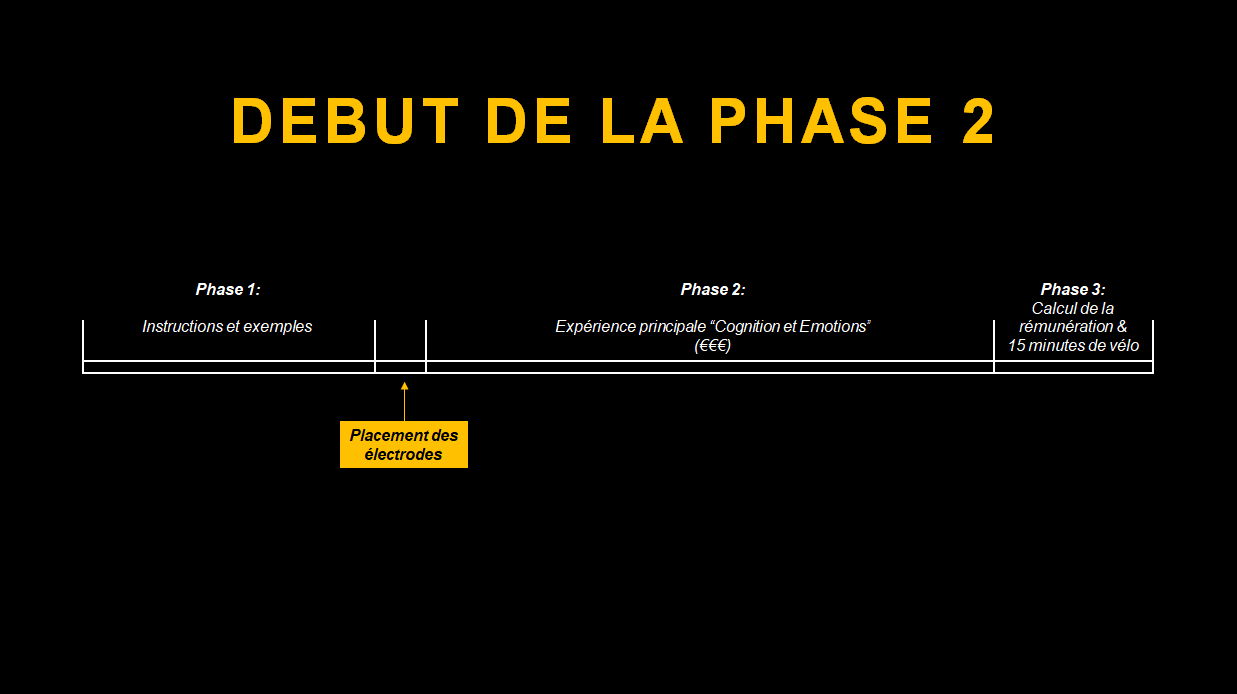 DEBUT DE LA PHASE 2
Phase 1:
Instructions et exemples
Phase 2:
Expérience principale “Cognition et Emotions”
(€€€)
Phase 3:
Calcul de la
rémunération &
15 minutes de vélo
Placement des
électrodes